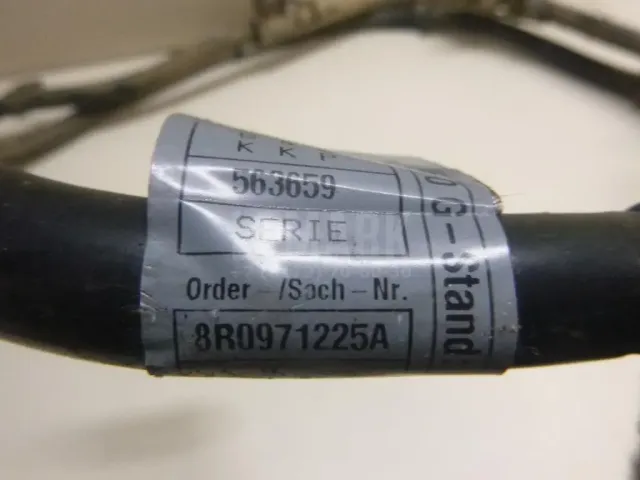 563659
SERIE
Order-/Sach-Nr.
8R0971225A
G-Stand: